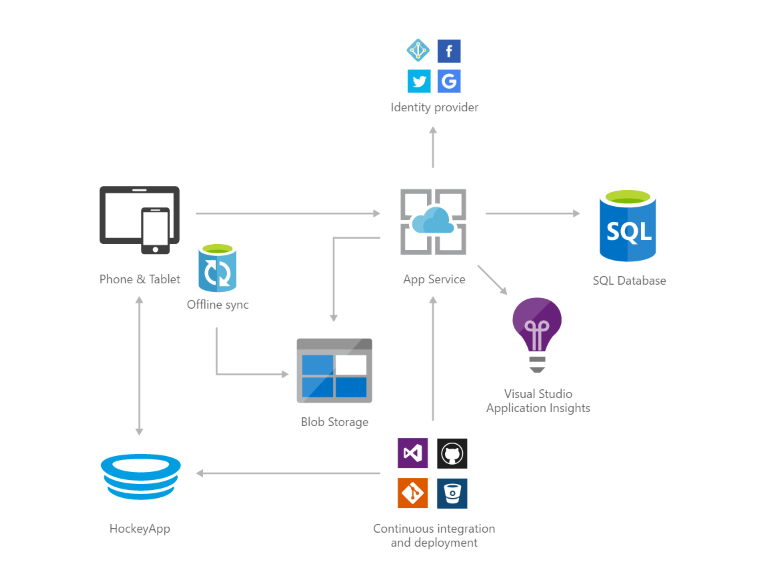 f
G
Identity provider
SQL
Phone & Tablet
Offline sync
App Service
SQL Database
Visual Studio
Application Insights
Blob Storage
HockeyApp
Continuous integration
and deployment